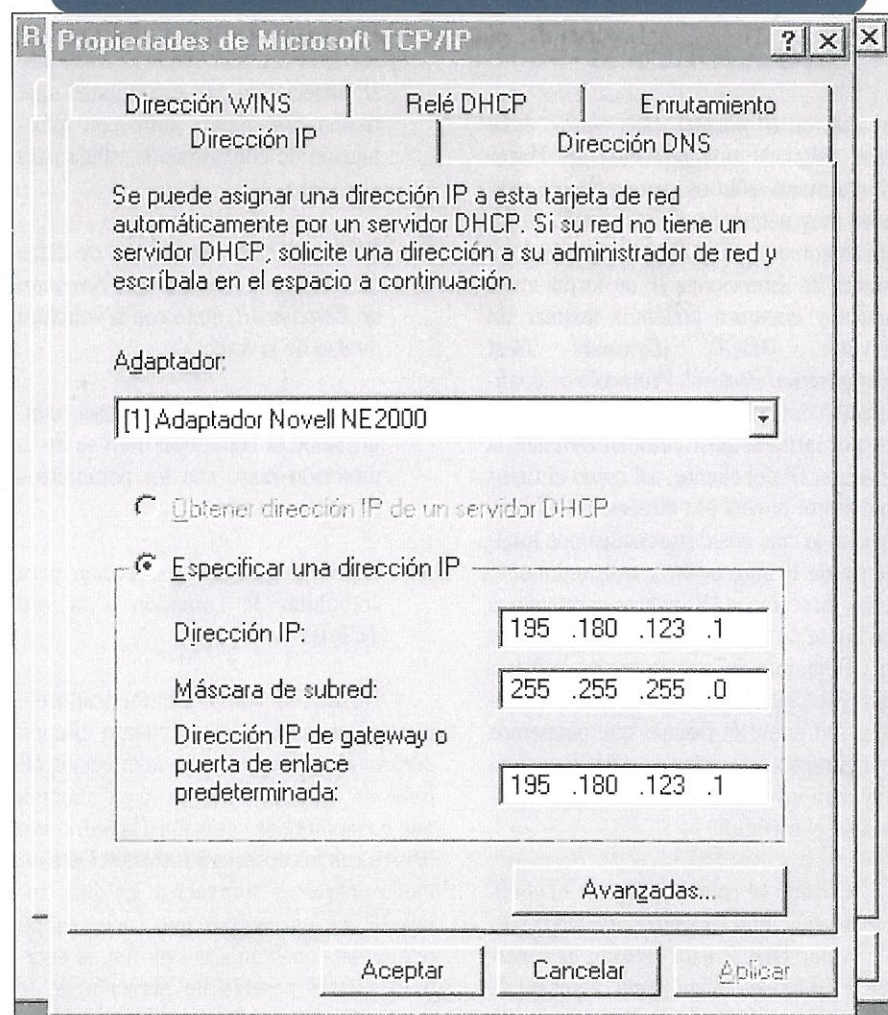 Propiedades de Microsoft TCP/IP
Dirección WINS
Relé DHCP
Enrutamiento
Dirección IP
Dirección DNS
Se puede asignar una dirección IP a esta tarjeta de red
automáticamente por un servidor DHCP. Si su red no tiene un
servidor DHCP, solicite una dirección a su administrador de red y
escríbala en el espacio a continuación.
Adaptador:
[1] Adaptador Novell NE2000
Obtener dirección IP de un servidor DHCP
Especificar una dirección IP
Dirección IP:
195 .180 .123 .1
Máscara de subred:
255 .255 .255 .0
Dirección IP de gateway o
puerta de enlace
predeterminada:
195 .180 .123 .1
Avanzadas...
Aceptar
Cancelar
Aplicar